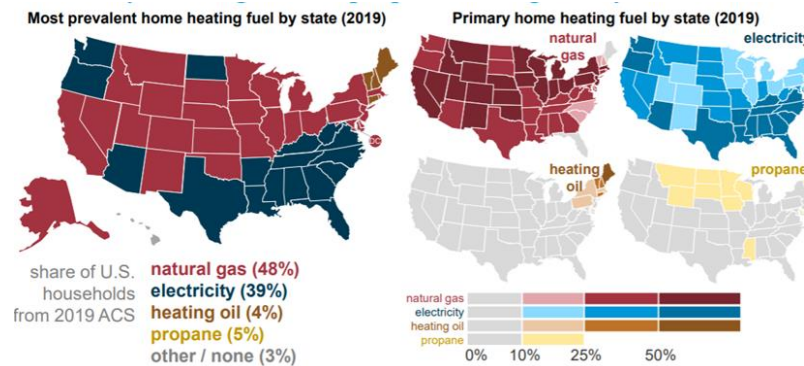 Most prevalent home heating fuel by state (2019)
DC
share of U.S.
households
from 2019 ACS
natural gas (48%)
electricity (39%)
heating oil (4%)
propane (5%)
other / none (3%)
Primary home heating fuel by state (2019)
natural
gas
electricity
heating
oil
propane
natural gas
electricity
heating oil
propane
0% 10% 25% 50%